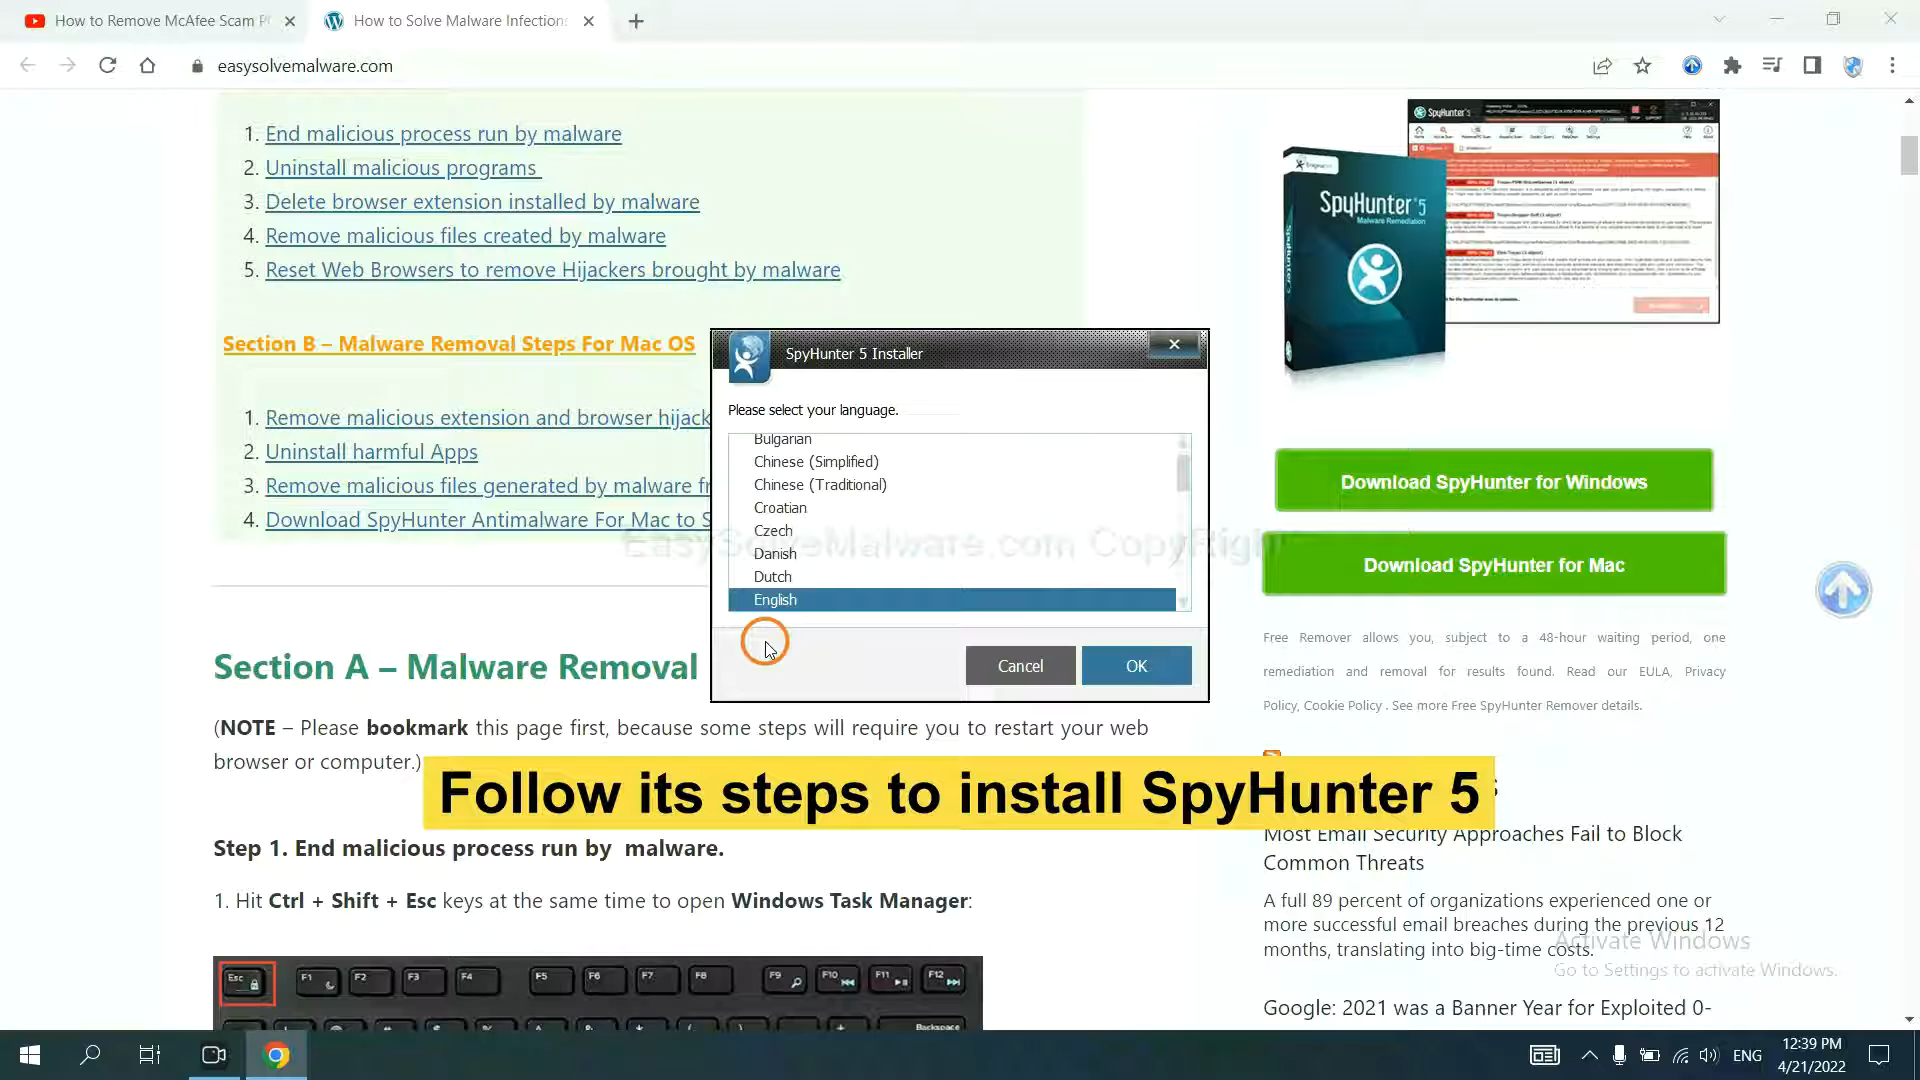 How to Remove McAfee Scam P
How to Solve Malware Infections
easysolvemalware.com
1. End malicious process run by malware
2. Uninstall malicious programs
3. Delete browser extension installed by malware
4. Remove malicious files created by malware
5. Reset Web Browsers to remove Hijackers brought by malware
Section B – Malware Removal Steps For Mac OS
1. Remove malicious extension and browser hijack
2. Uninstall harmful Apps
3. Remove malicious files generated by malware fr
4. Download SpyHunter Antimalware For Mac to S
SpyHunter 5 Installer
Please select your language.
Bulgarian
Chinese (Simplified)
Chinese (Traditional)
Croatian
Czech
Danish
Dutch
English
Cancel
OK
EasySolveMalware.com CopyRight
SpyHunter 5
Malware Remediation
SpyHunter 5
Download SpyHunter for Windows
Download SpyHunter for Mac
Free Remover allows you, subject to a 48-hour waiting period, one
remediation and removal for results found. Read our EULA, Privacy
Policy, Cookie Policy . See more Free SpyHunter Remover details.
Section A – Malware Removal
(NOTE – Please bookmark this page first, because some steps will require you to restart your web
browser or computer.)
Follow its steps to install SpyHunter 5
Step 1. End malicious process run by malware.
1. Hit Ctrl + Shift + Esc keys at the same time to open Windows Task Manager:
Esc
F1
F2
F3
F4
F5
F6
F7
F8
F9
F10
F11
F12
Backspace
Most Email Security Approaches Fail to Block
Common Threats
A full 89 percent of organizations experienced one or
more successful email breaches during the previous 12
months, translating into big-time costs.
Google: 2021 was a Banner Year for Exploited 0-
Activate Windows
Go to Settings to activate Windows.
ENG
12:39 PM
4/21/2022